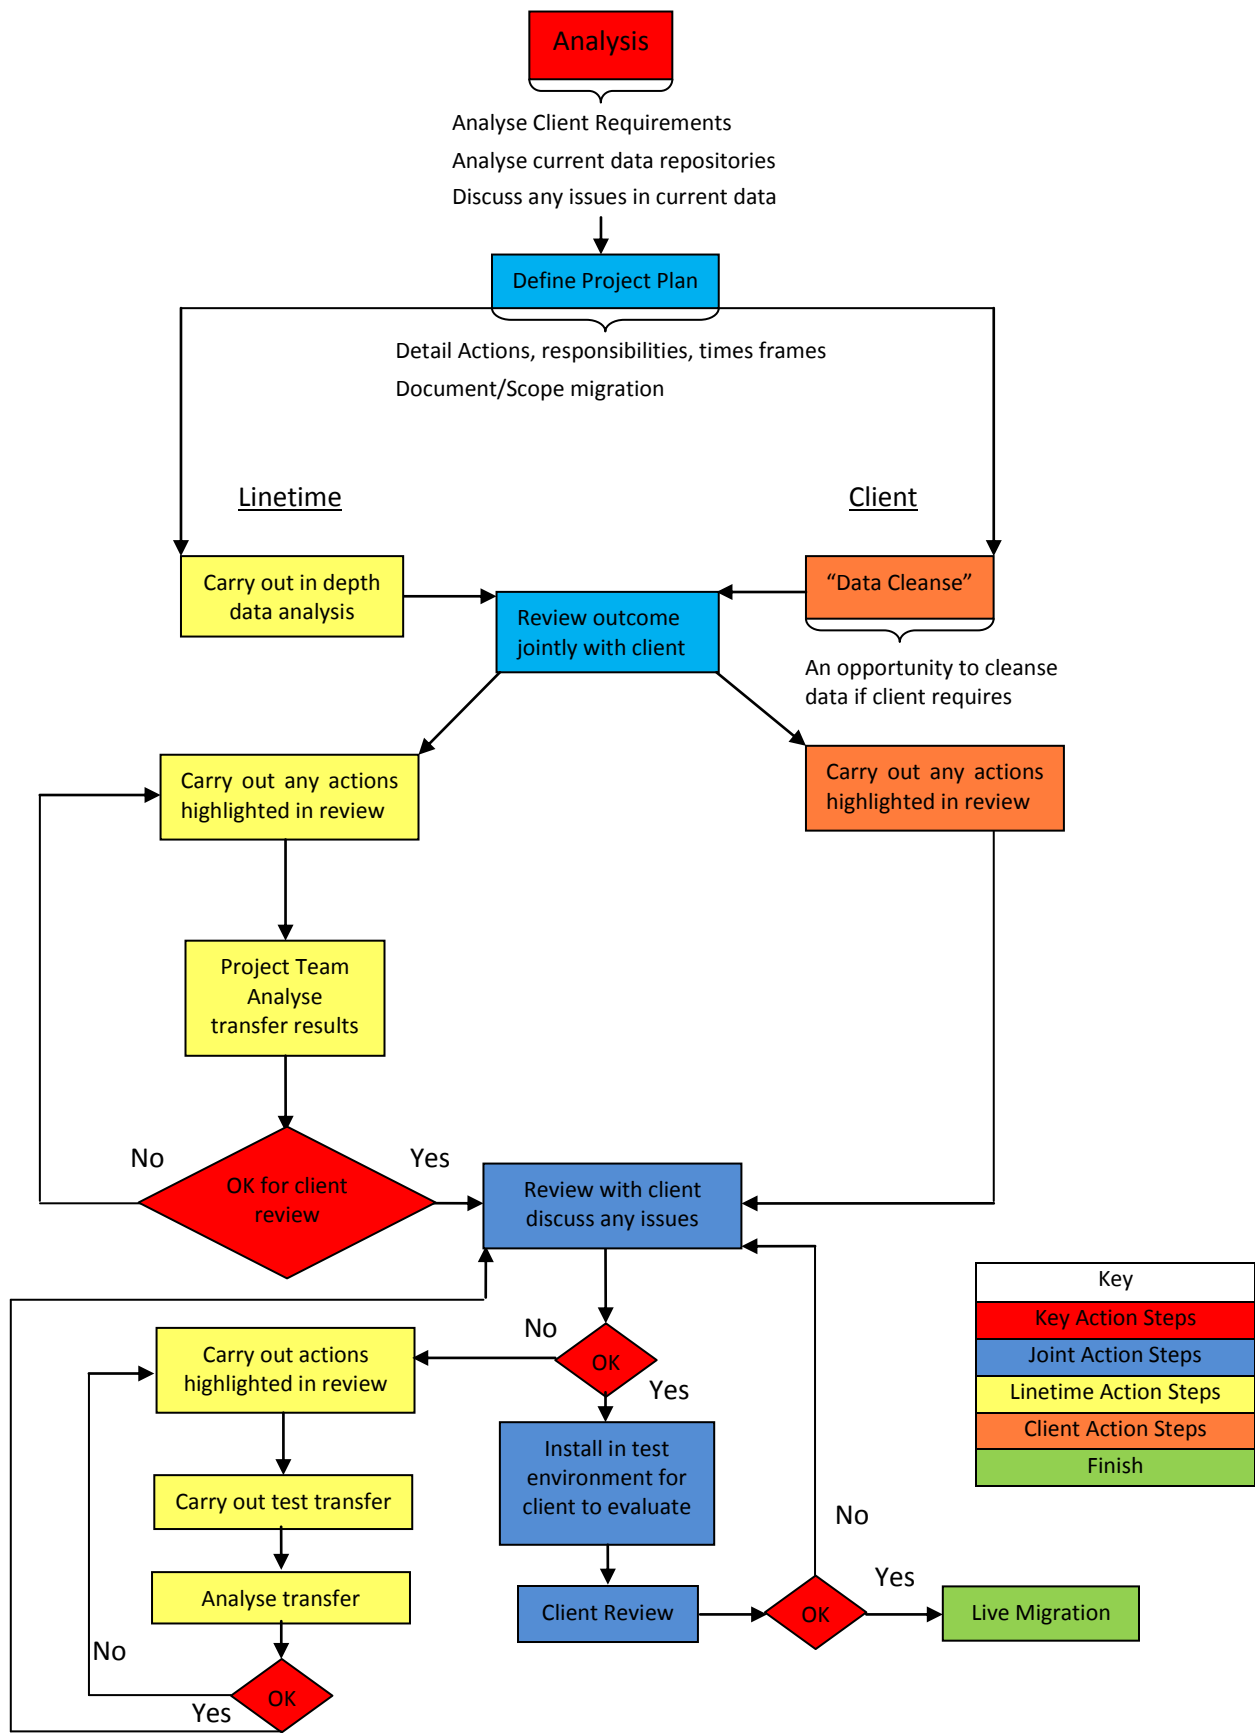 Analysis
Analyse Client Requirements
Analyse current data repositories
Discuss any issues in current data
Define Project Plan
Detail Actions, responsibilities, times frames
Document/Scope migration
Linetime
Client
Carry out in depth
data analysis
“Data Cleanse”
Review outcome
jointly with client
An opportunity to cleanse
data if client requires
Carry out any actions
highlighted in review
Carry out any actions
highlighted in review
Project Team
Analyse
transfer results
No
Yes
OK for client
review
Review with client
discuss any issues
Key
Key Action Steps
Joint Action Steps
Linetime Action Steps
Client Action Steps
Finish
No
OK
Yes
Carry out actions
highlighted in review
Install in test
environment for
client to evaluate
Carry out test transfer
No
Analyse transfer
Client Review
OK
Yes
Live Migration
No
OK
Yes